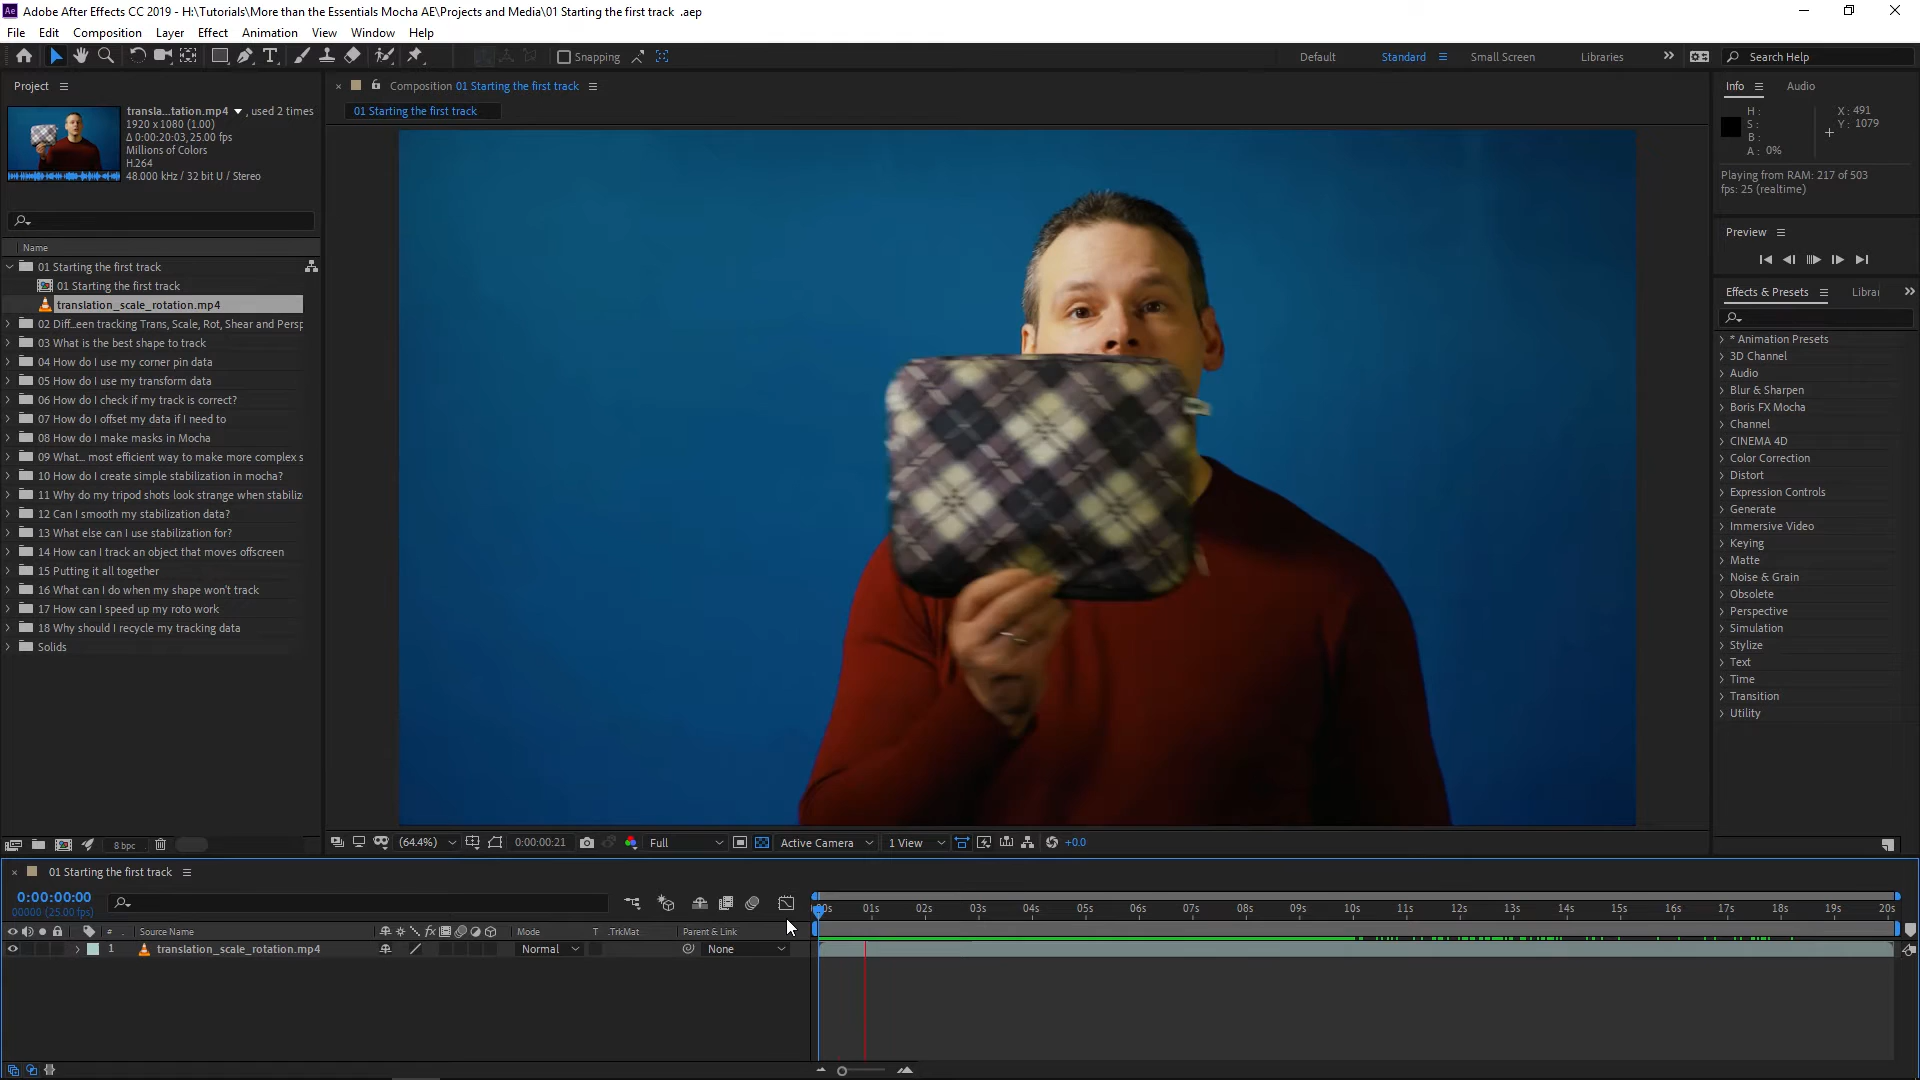 Ae Adobe After Effects CC 2019 - H:\Tutorials\More than the Essentials Mocha AE\Projects and Media\01 Starting the first track  .aep
File Edit Composition Layer Effect Animation View Window Help
Snapping
Default Standard Small Screen Libraries Search Help
Project
transla...tation.mp4 , used 2 times
1920 x 1080 (1.00)
Δ 0:00:20:03, 25.00 fps
Millions of Colors
H.264
48.000 kHz / 32 bit U / Stereo
Name
01 Starting the first track
01 Starting the first track
translation_scale_rotation.mp4
02 Diff...een tracking Trans, Scale, Rot, Shear and Persp
03 What is the best shape to track
04 How do I use my corner pin data
05 How do I use my transform data
06 How do I check if my track is correct?
07 How do I offset my data if I need to
08 How do I make masks in Mocha
09 What... most efficient way to make more complex s
10 How do I create simple stabilization in mocha?
11 Why do my tripod shots look strange when stabiliz
12 Can I smooth my stabilization data?
13 What else can I use stabilization for?
14 How can I track an object that moves offscreen
15 Putting it all together
16 What can I do when my shape won't track
17 How can I speed up my roto work
18 Why should I recycle my tracking data
Solids
8 bpc
Composition 01 Starting the first track
01 Starting the first track
(64.4%) 0:00:00:21 Full Active Camera 1 View +0.0
Info Audio
H :
S :
B :
A : 0%
X : 491
Y : 1079
Playing from RAM: 217 of 503
fps: 25 (realtime)
Preview
Effects & Presets Librar
* Animation Presets
3D Channel
Audio
Blur & Sharpen
Boris FX Mocha
Channel
CINEMA 4D
Color Correction
Distort
Expression Controls
Generate
Immersive Video
Keying
Matte
Noise & Grain
Obsolete
Perspective
Simulation
Stylize
Text
Time
Transition
Utility
01 Starting the first track
0:00:00:00
00000 (25.00 fps)
# Source Name Mode T .TrkMat Parent & Link
1 translation_scale_rotation.mp4 Normal None
00s 01s 02s 03s 04s 05s 06s 07s 08s 09s 10s 11s 12s 13s 14s 15s 16s 17s 18s 19s 20s